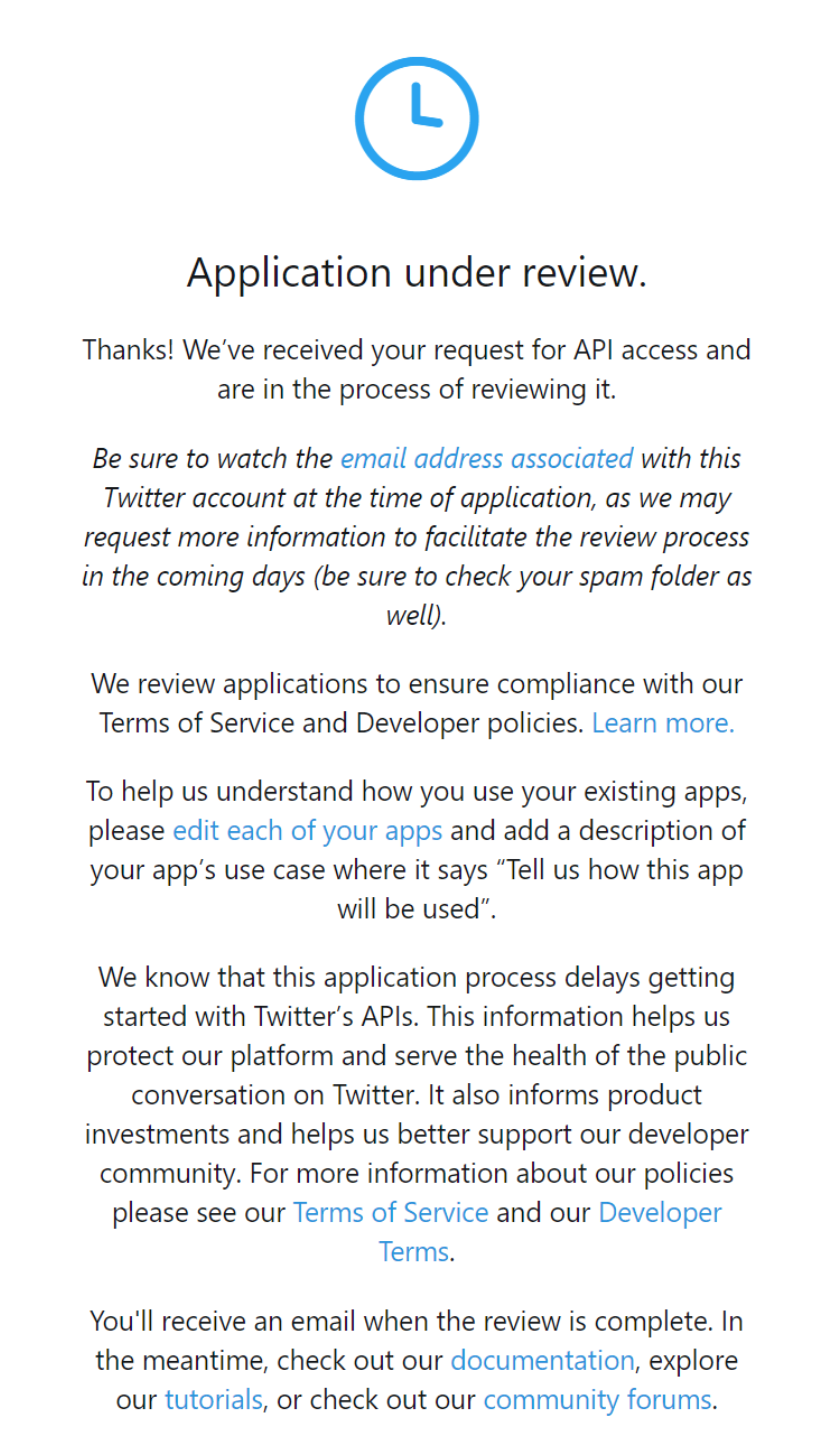 Application under review.
Thanks! We’ve received your request for API access and
are in the process of reviewing it.
Be sure to watch the email address associated with this
Twitter account at the time of application, as we may
request more information to facilitate the review process
in the coming days (be sure to check your spam folder as
well).
We review applications to ensure compliance with our
Terms of Service and Developer policies. Learn more.
To help us understand how you use your existing apps,
please edit each of your apps and add a description of
your app’s use case where it says “Tell us how this app
will be used”.
We know that this application process delays getting
started with Twitter’s APIs. This information helps us
protect our platform and serve the health of the public
conversation on Twitter. It also informs product
investments and helps us better support our developer
community. For more information about our policies
please see our Terms of Service and our Developer
Terms.
You'll receive an email when the review is complete. In
the meantime, check out our documentation, explore
our tutorials, or check out our community forums.